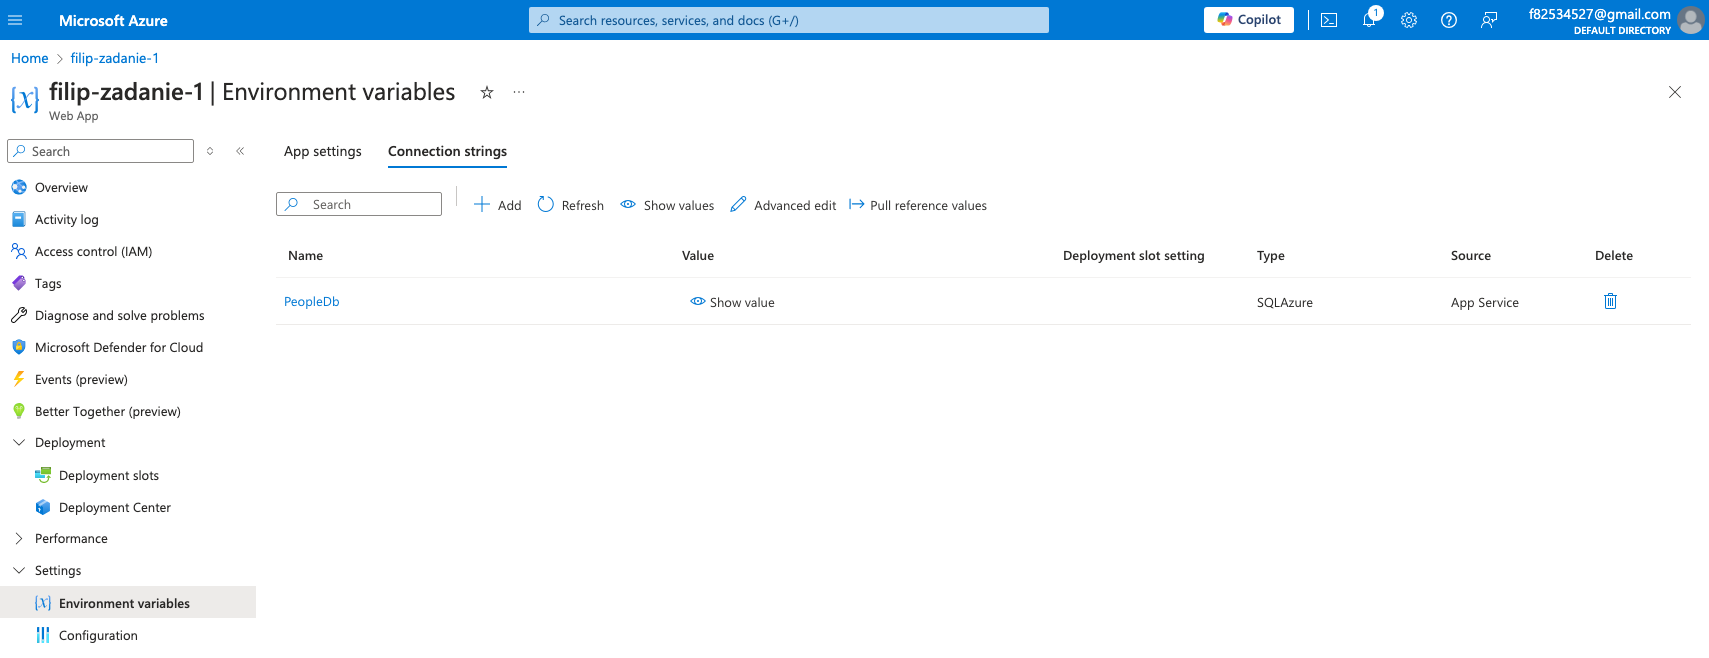 Microsoft Azure
Search resources, services, and docs (G+/)
Copilot
1
f82534527@gmail.com
DEFAULT DIRECTORY
Home > filip-zadanie-1
filip-zadanie-1 | Environment variables
Web App
Search
Overview
Activity log
Access control (IAM)
Tags
Diagnose and solve problems
Microsoft Defender for Cloud
Events (preview)
Better Together (preview)
Deployment
Deployment slots
Deployment Center
Performance
Settings
Environment variables
Configuration
App settings Connection strings
Search Add Refresh Show values Advanced edit Pull reference values
Name Value Deployment slot setting Type Source Delete
PeopleDb Show value SQLAzure App Service